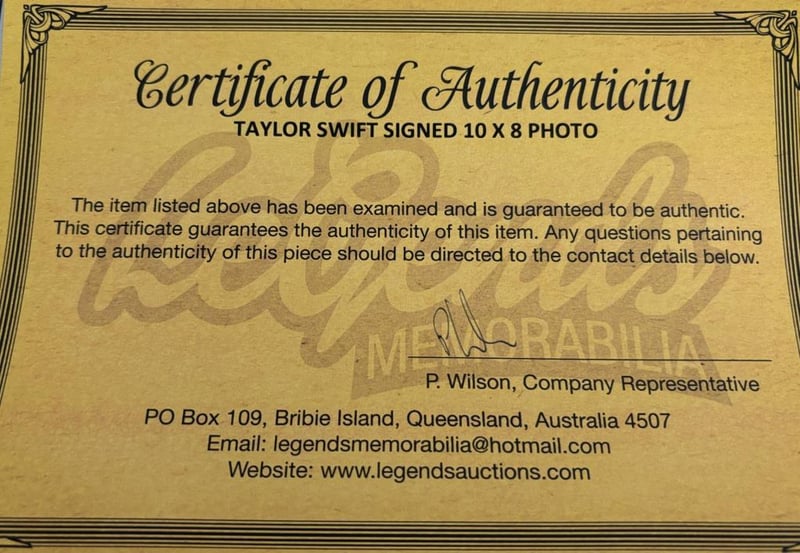 Certificate of Authenticity
TAYLOR SWIFT SIGNED 10 X 8 PHOTO
The item listed above has been examined and is guaranteed to be authentic.
This certificate guarantees the authenticity of this item. Any questions pertaining
to the authenticity of this piece should be directed to the contact details below.
Legends
MEMORABILIA
P. Wilson, Company Representative
PO Box 109, Bribie Island, Queensland, Australia 4507
Email: legendsmemorabilia@hotmail.com
Website: www.legendsauctions.com